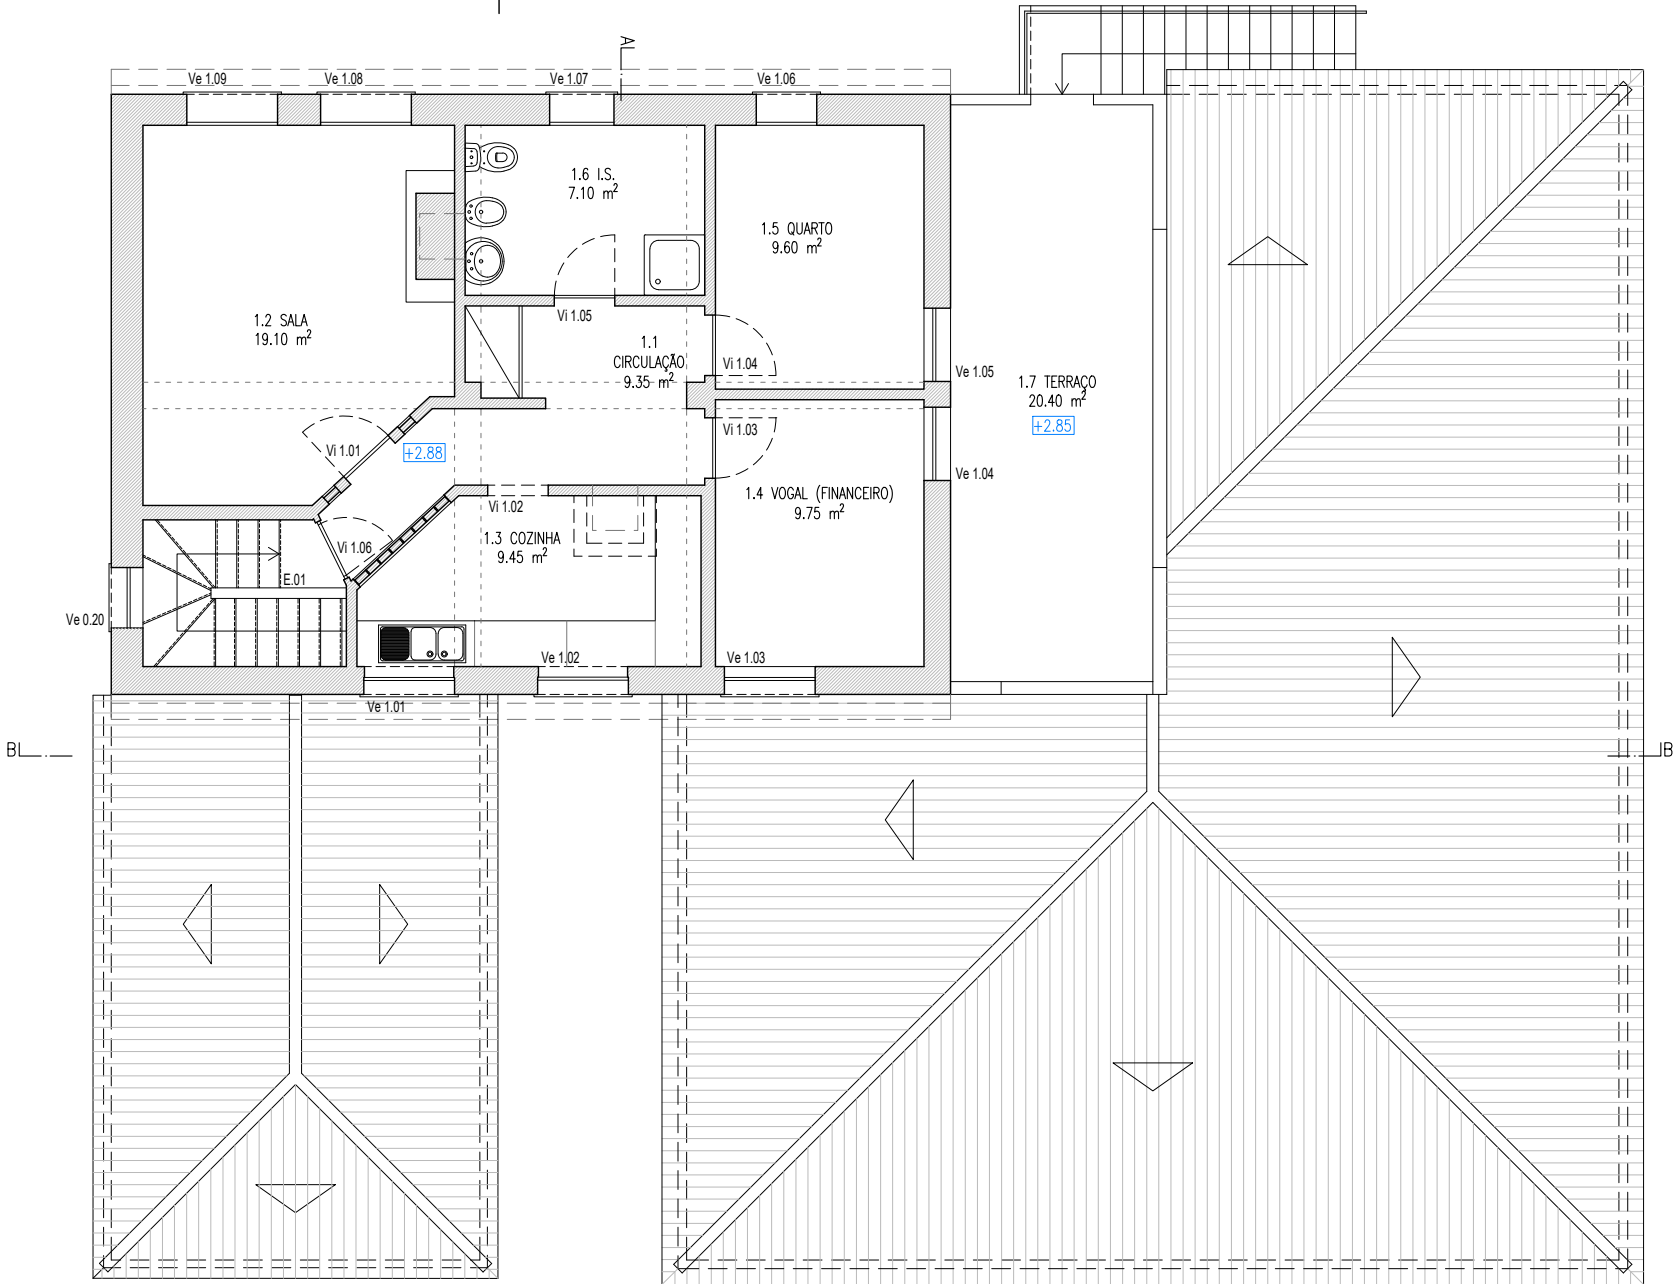 A
Ve 1.09
Ve 1.08
Ve 1.07
Ve 1.06
1.6 I.S.
7.10 m²
1.5 QUARTO
9.60 m²
1.2 SALA
19.10 m²
Vi 1.05
1.1
CIRCULAÇÃO
9.35 m²
Vi 1.04
Ve 1.05
1.7 TERRAÇO
20.40 m²
+2.85
Vi 1.01
+2.88
Vi 1.03
Ve 1.04
1.4 VOGAL (FINANCEIRO)
9.75 m²
Vi 1.02
1.3 COZINHA
9.45 m²
Vi 1.06
E.01
Ve 0.20
Ve 1.02
Ve 1.03
Ve 1.01
B
B